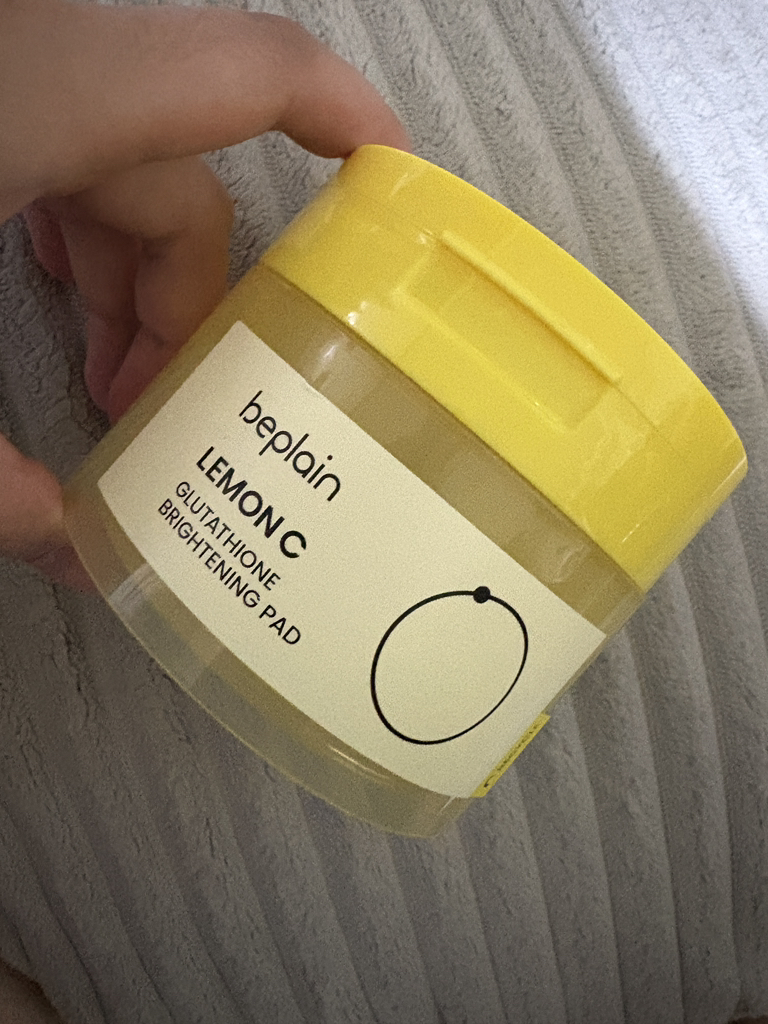 beplain
LEMON C
GLUTATHIONE
BRIGHTENING PAD